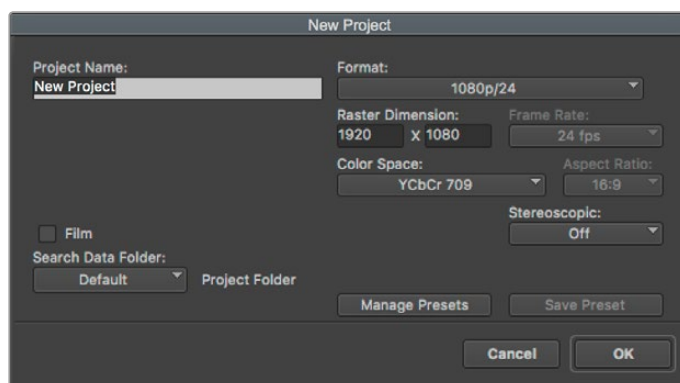 New Project
Project Name:
New Project
Format:
1080p/24
Raster Dimension:
Frame Rate:
1920 x 1080
24 fps
Color Space:
Aspect Ratio:
YCbCr 709
16:9
Stereoscopic:
Off
Film
Search Data Folder:
Default
Project Folder
Manage Presets
Save Preset
Cancel
OK